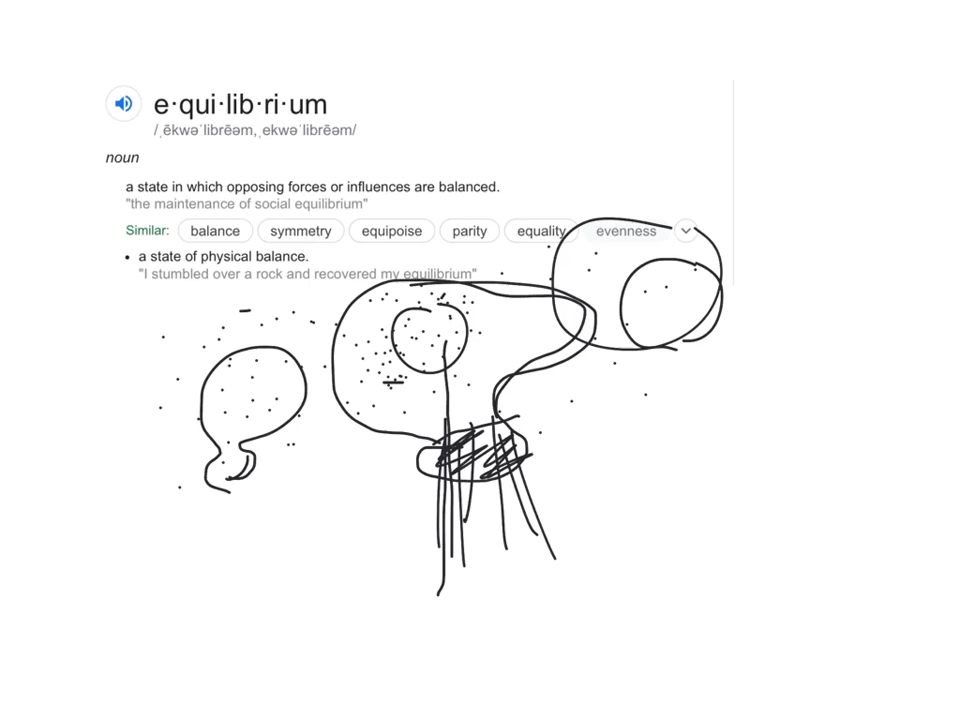 e·qui·lib·ri·um
/ˌēkwəˈlibrēəm,ˌekwəˈlibrēəm/
noun
a state in which opposing forces or influences are balanced.
"the maintenance of social equilibrium"
Similar: balance symmetry equipoise parity equality evenness
• a state of physical balance.
"I stumbled over a rock and recovered my equilibrium"